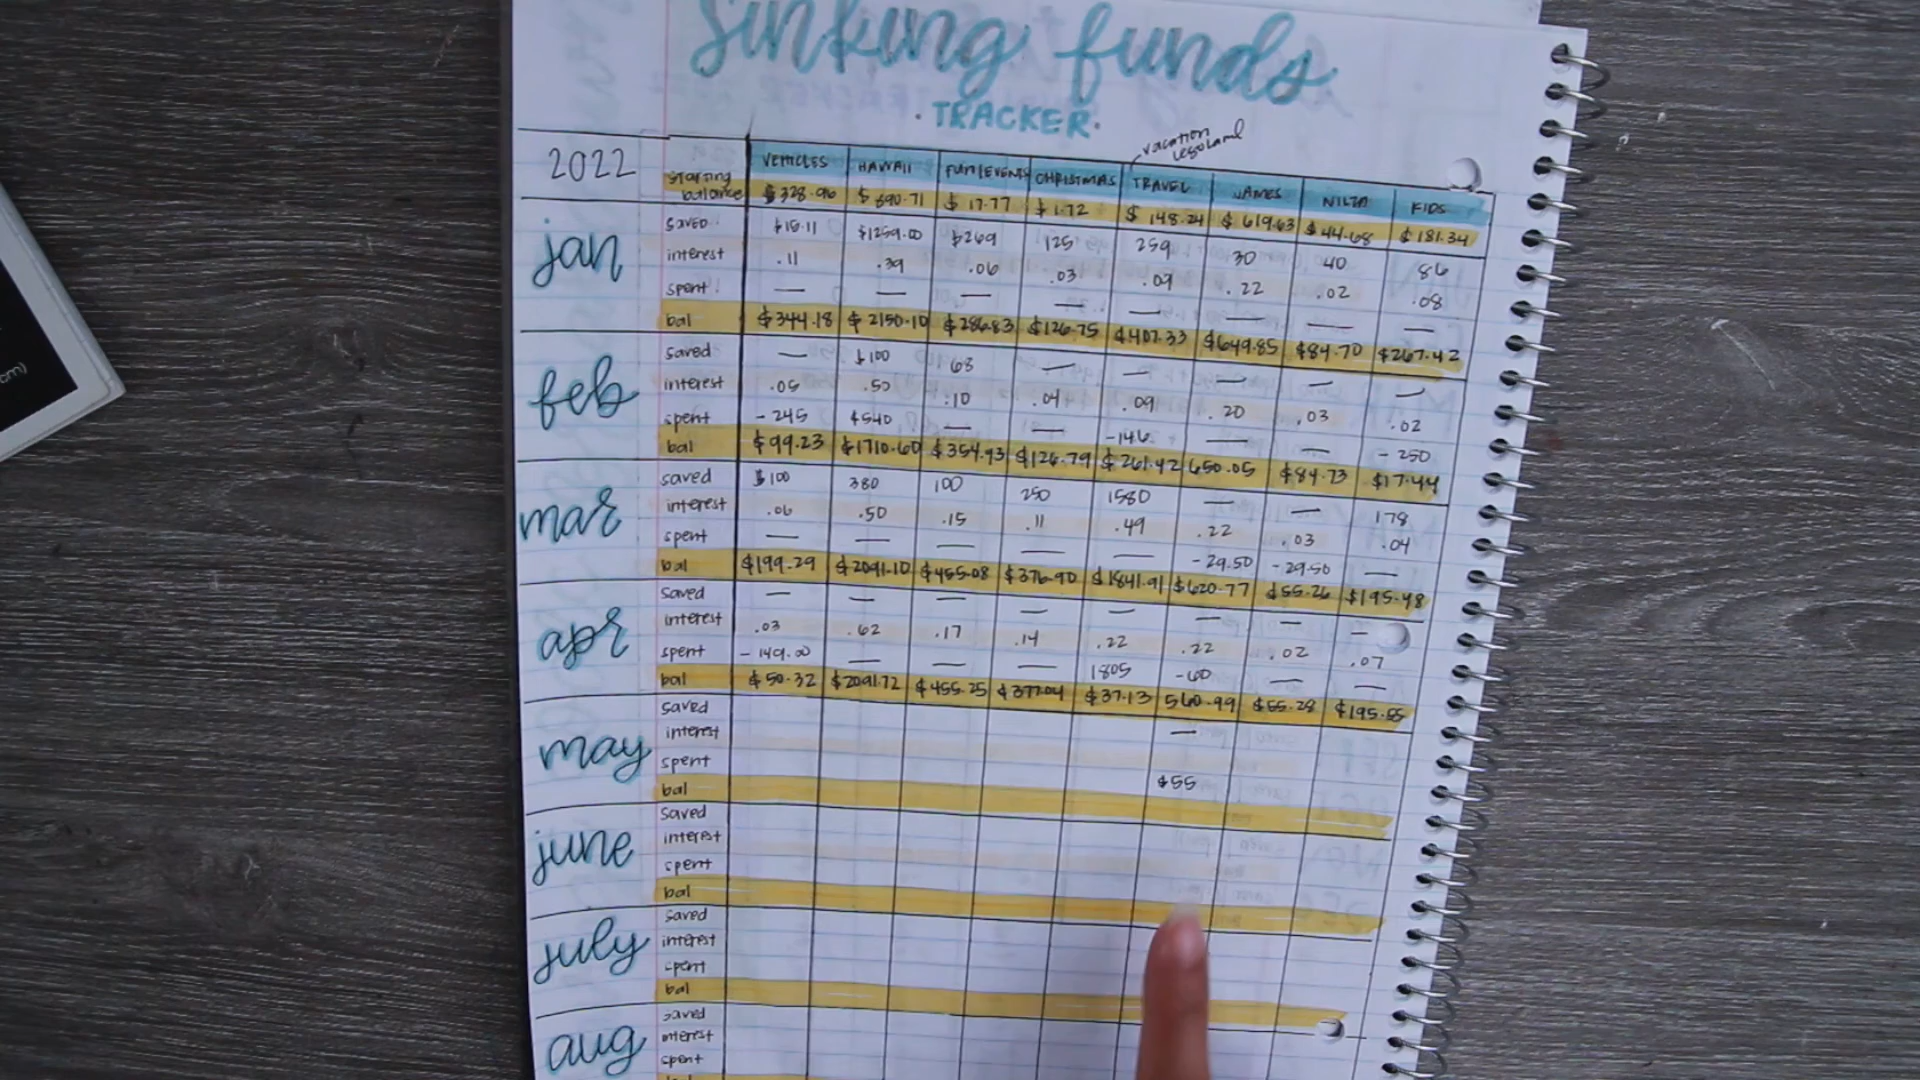 sinking funds
· TRACKER ·
vacation
legoland
2022 VEHICLES HAWAII FUN/EVENTS CHRISTMAS TRAVEL JAMES NILTA KIDS
starting balance $328.96 $890.71 $17.77 $1.72 $148.24 $619.63 $44.68 $181.34
jan
saved $15.11 $1259.00 $269 125 259 30 40 86
interest .11 .39 .06 .03 .09 .22 .02 .08
spent — — — — — — — —
bal $344.18 $2150.10 $286.83 $126.75 $407.33 $649.85 $84.70 $267.42
feb
saved — $100 68 — — — — —
interest .05 .50 .10 .04 .09 .20 .03 .02
spent -245 $540 — — -146 — — -250
bal $99.23 $1710.60 $354.93 $126.79 $261.42 650.05 $84.73 $17.44
mar
saved $100 380 100 250 1580 — — 178
interest .06 .50 .15 .11 .49 .22 .03 .04
spent — — — — — -29.50 -29.50 —
bal $199.29 $2091.10 $455.08 $376.90 $1841.91 $620.77 $55.26 $195.48
apr
saved — — — — — — — —
interest .03 .62 .17 .14 .22 .22 .02 .07
spent -149.00 — — — 1805 -60 — —
bal $50.32 $2091.72 $455.25 $377.04 $37.13 560.99 $55.28 $195.55
may
saved —
interest
spent $55
bal
june
saved
interest
spent
bal
july
saved
interest
spent
bal
aug
saved
interest
spent